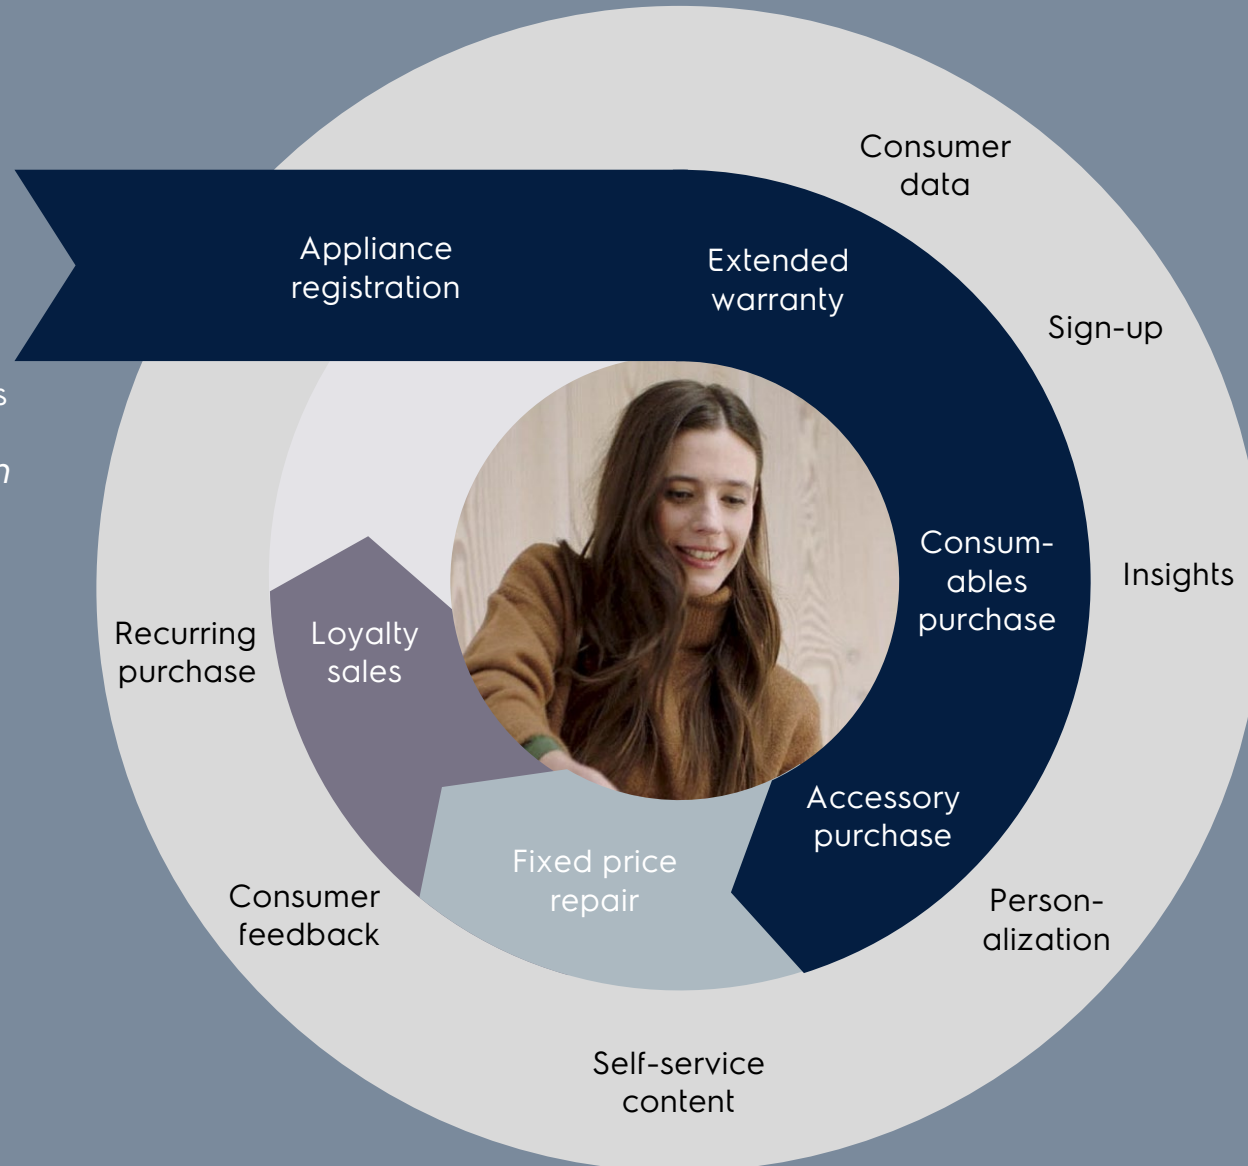 Consumer
data
Appliance
registration
Extended
warranty
Sign-up
Consum-
ables
purchase
Insights
Recurring
purchase
Loyalty
sales
Accessory
purchase
Fixed price
repair
Consumer
feedback
Person-
alization
Self-service
content